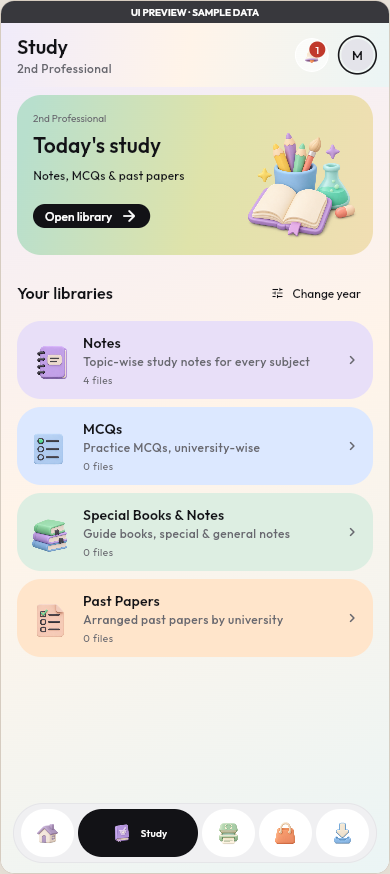 UI PREVIEW · SAMPLE DATA
Study
2nd Professional
1
M
2nd Professional
Today's study
Notes, MCQs & past papers
Open library
Your libraries
Change year
Notes
Topic-wise study notes for every subject
4 files
MCQs
Practice MCQs, university-wise
0 files
Special Books & Notes
Guide books, special & general notes
0 files
Past Papers
Arranged past papers by university
0 files
Study